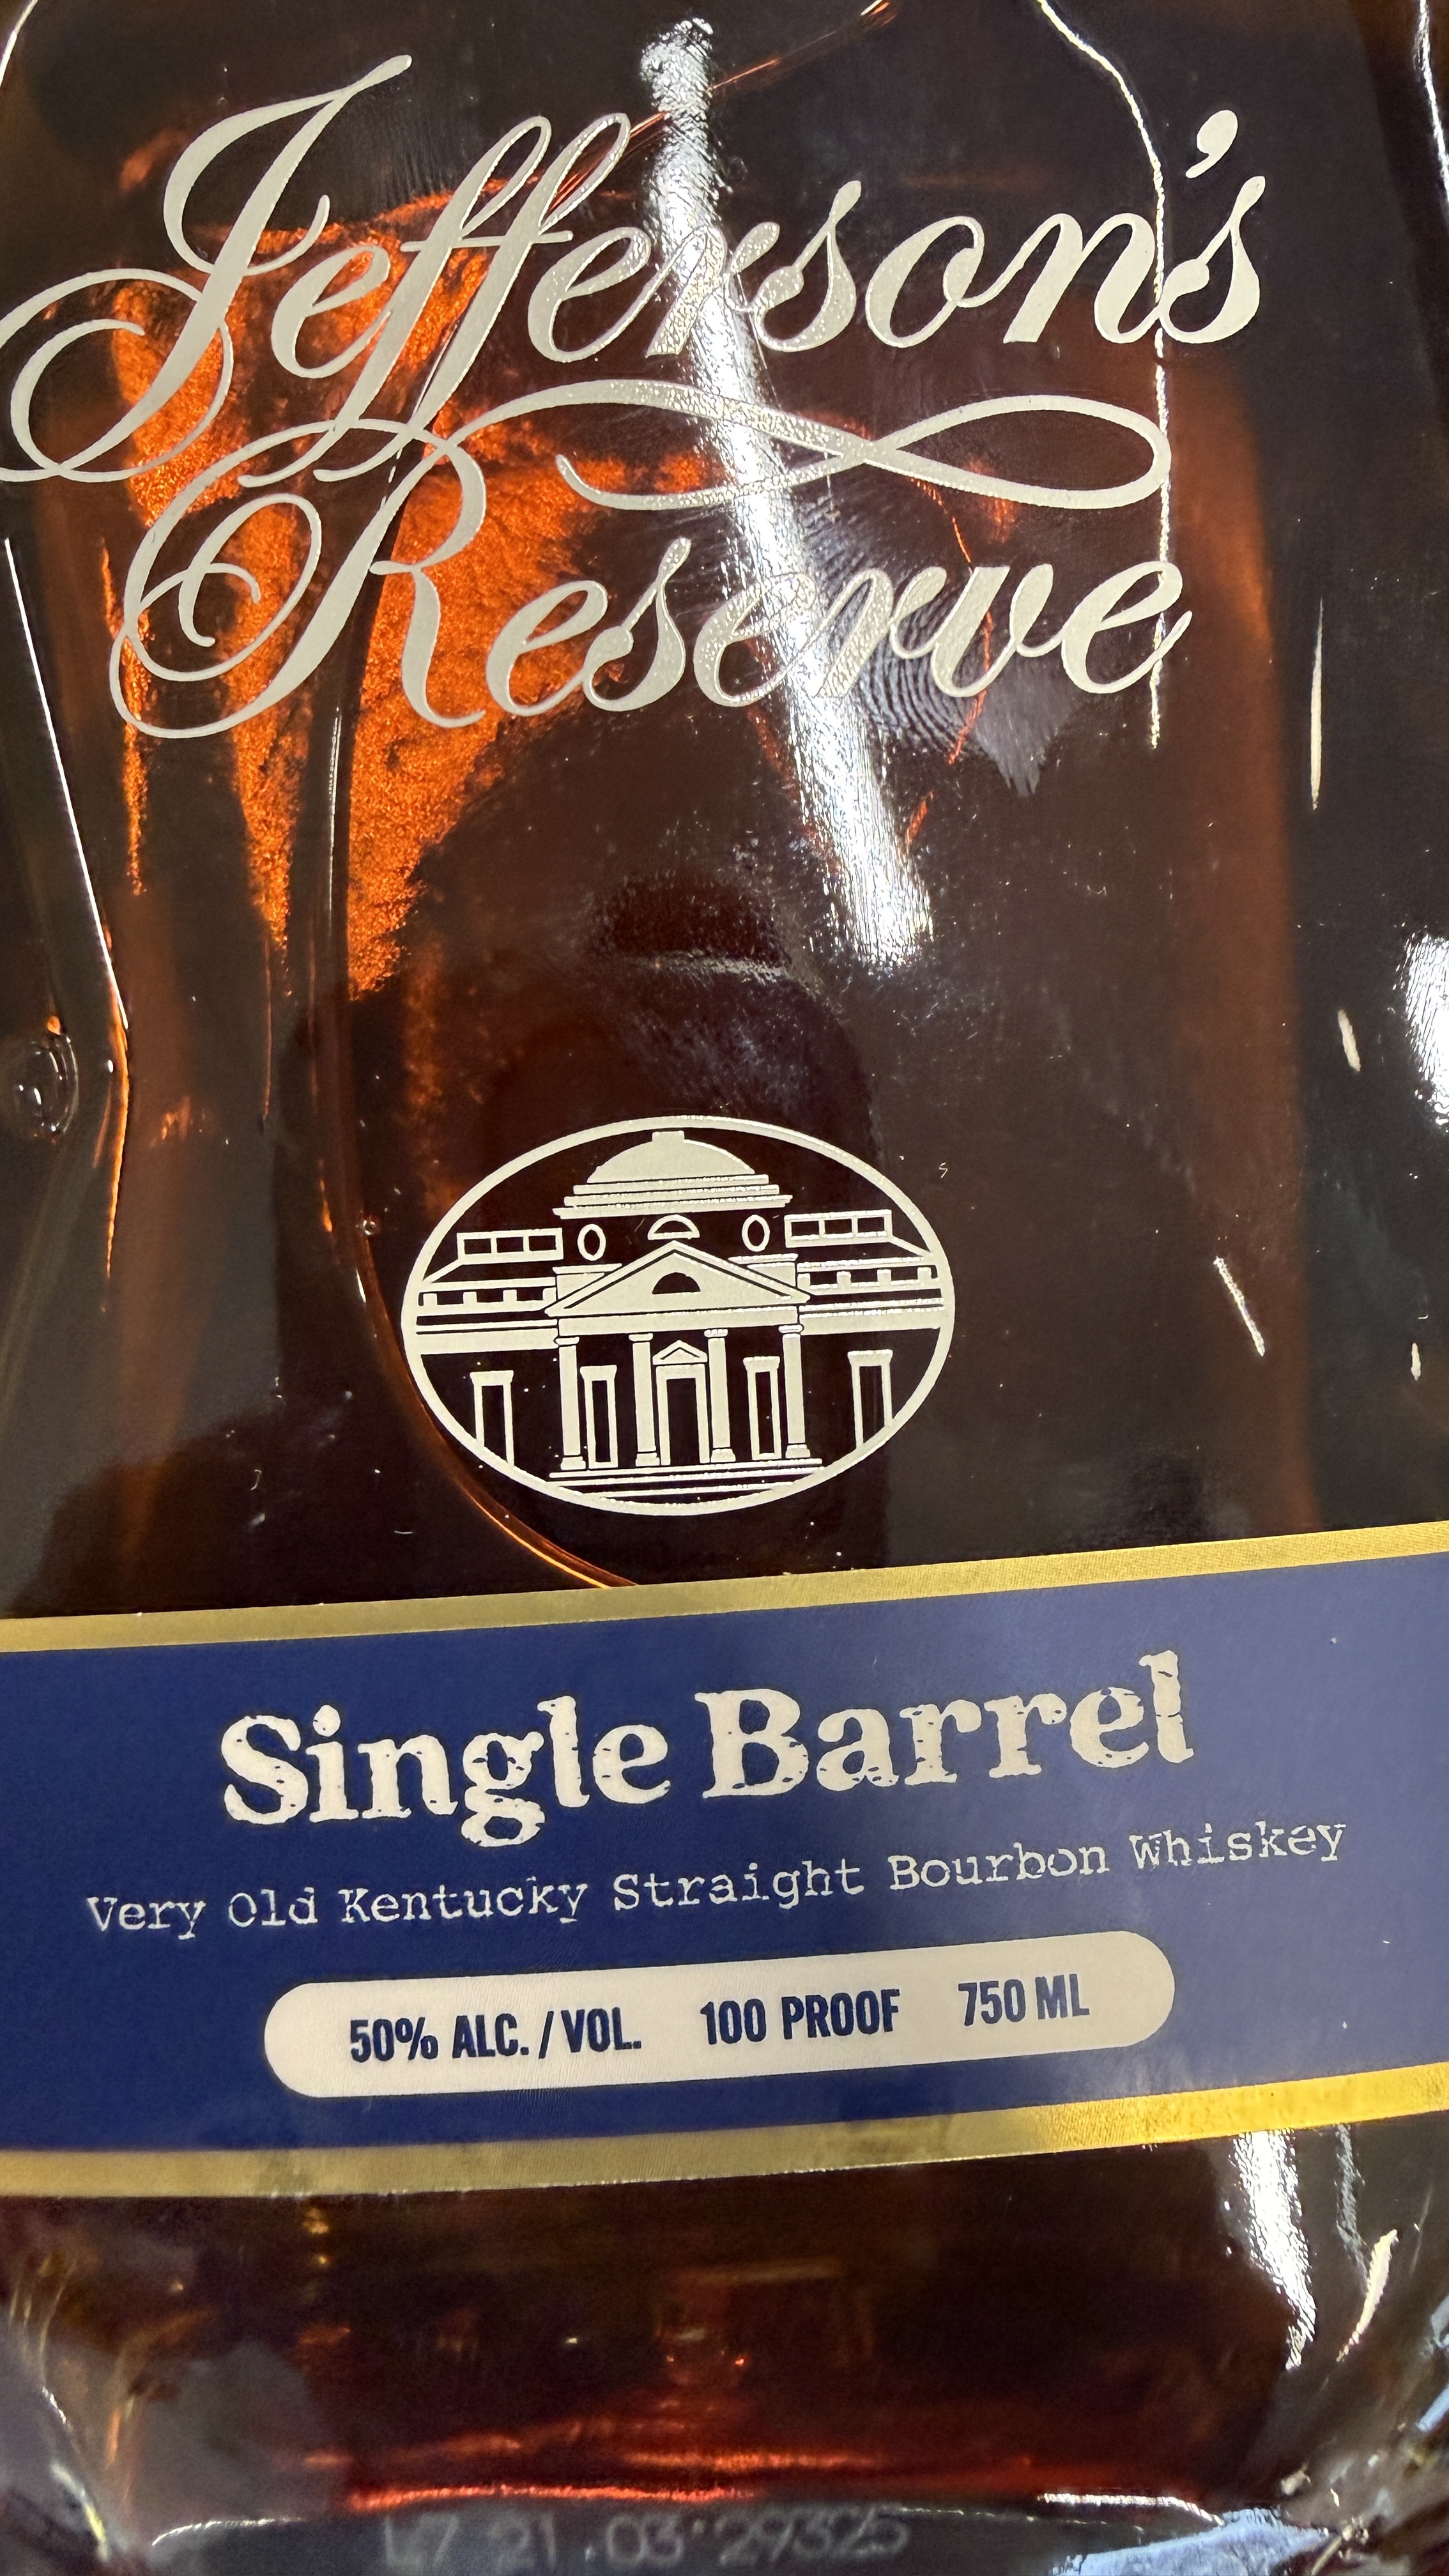 Jefferson's
Reserve
Single Barrel
Very Old Kentucky Straight Bourbon Whiskey
50% ALC./VOL. 100 PROOF 750 ML